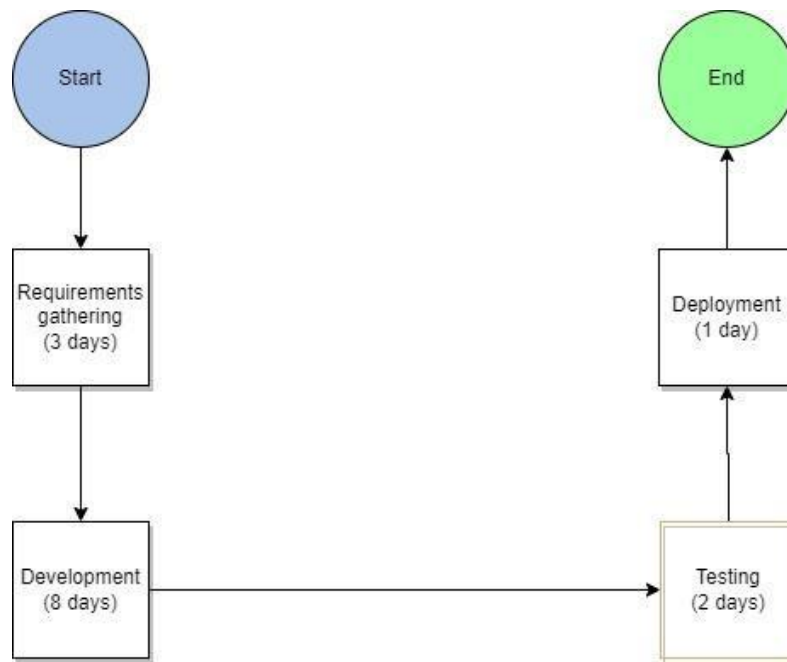 Start
End
Requirements
gathering
(3 days)
Deployment
(1 day)
Development
(8 days)
Testing
(2 days)